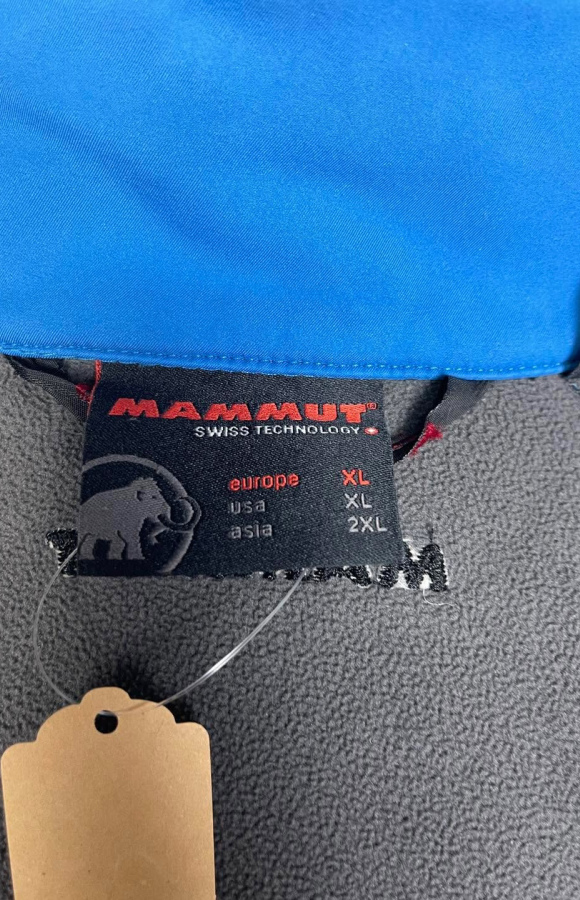 MAMMUT®
SWISS TECHNOLOGY
europe XL
usa XL
asia 2XL